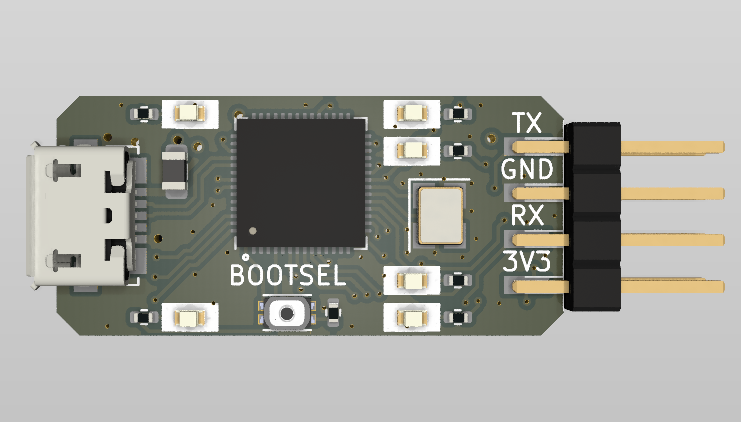 TX
GND
RX
3V3
BOOTSEL